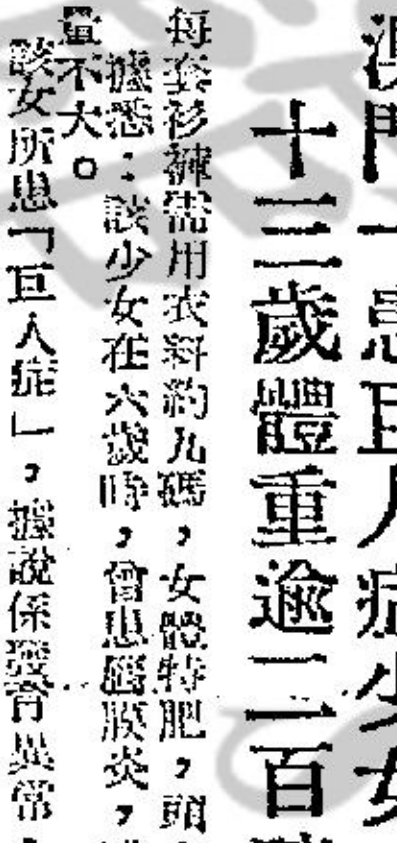 澳門一患巨人症少女
十三歲體重逾二百
每套衫褲需用衣料約九碼，女體特肥，頭
據悉：該少女在六歲時，曾患腦膜炎，
量不大。
該女所患「巨人症」，據說係發育異常